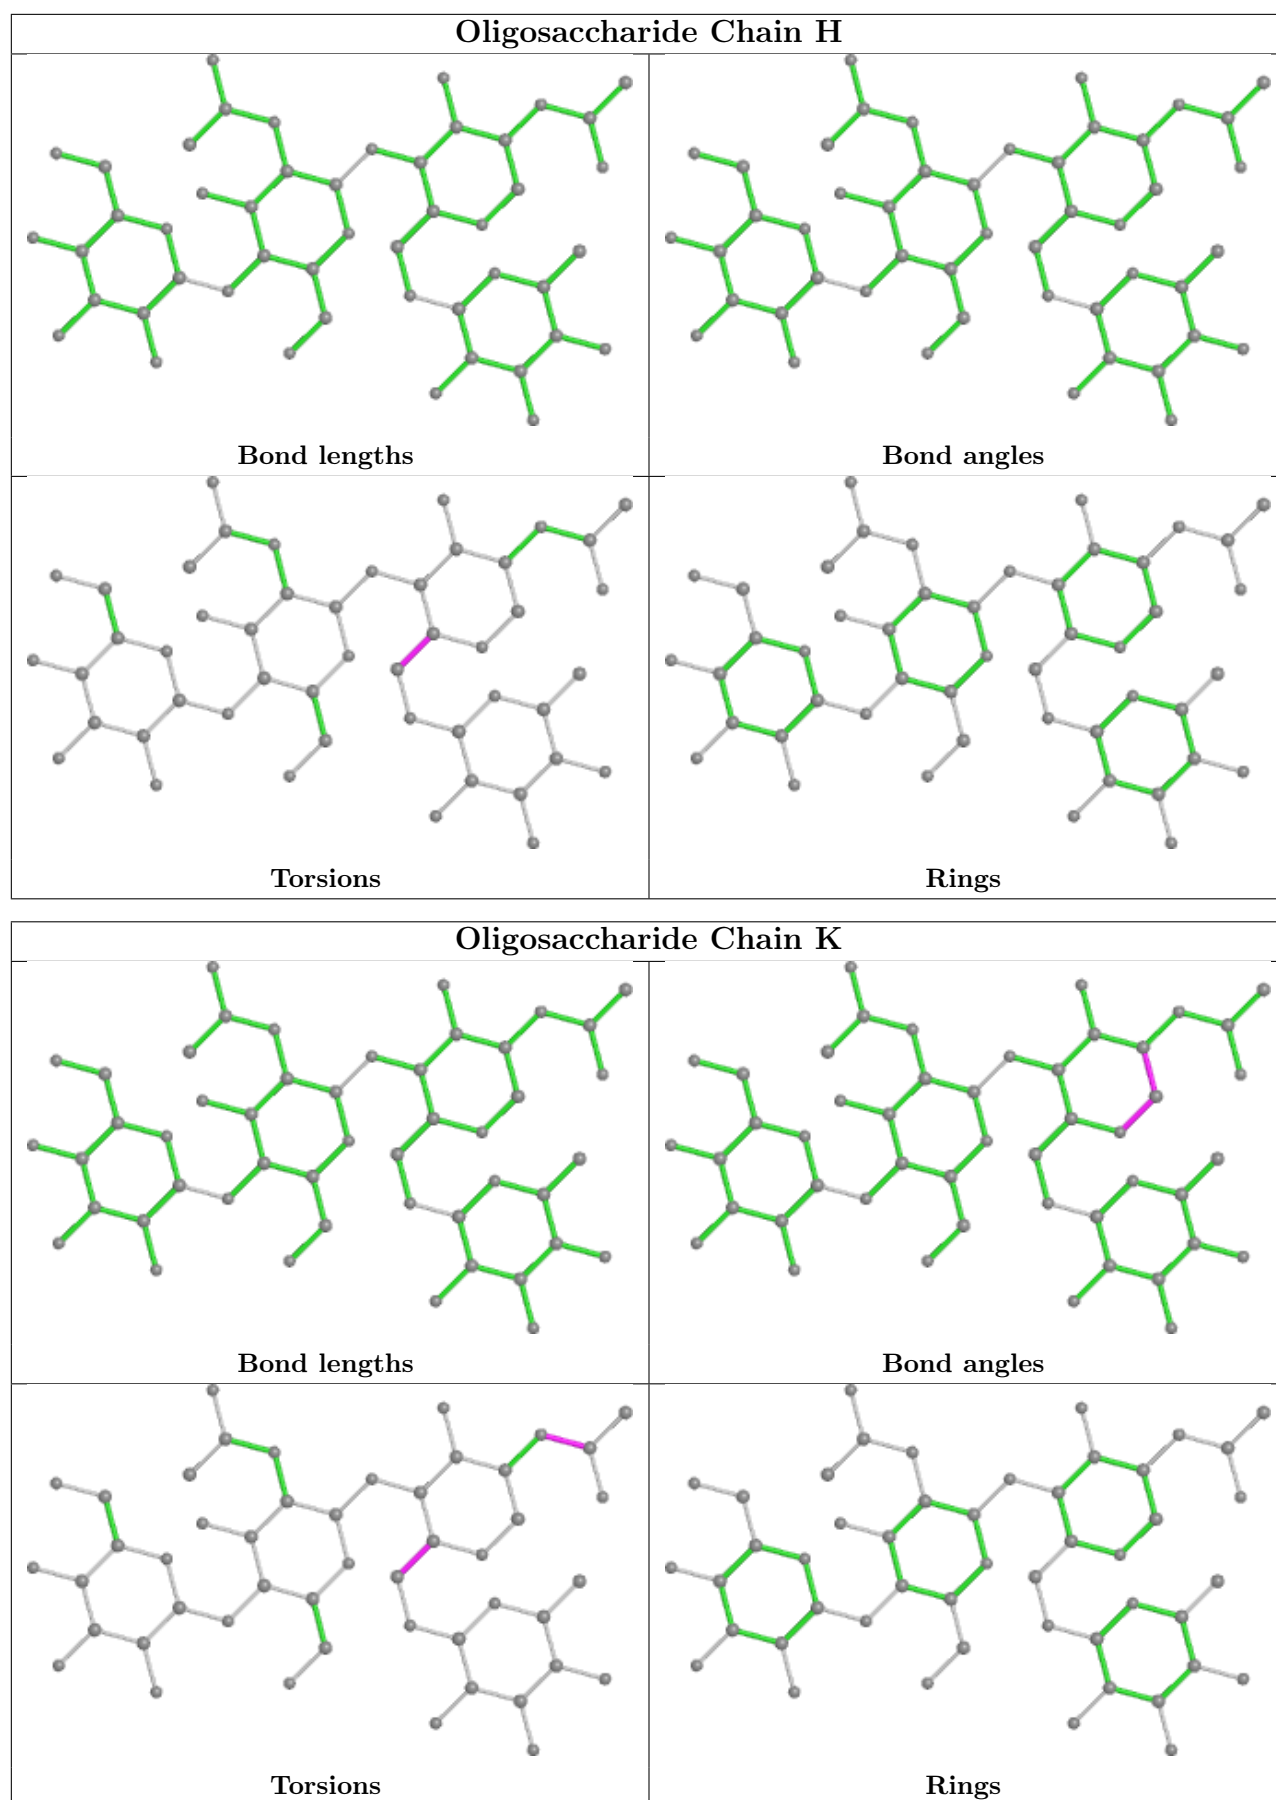 Oligosaccharide Chain H
Bond lengths
Bond angles
Torsions
Rings
Oligosaccharide Chain K
Bond lengths
Bond angles
Torsions
Rings